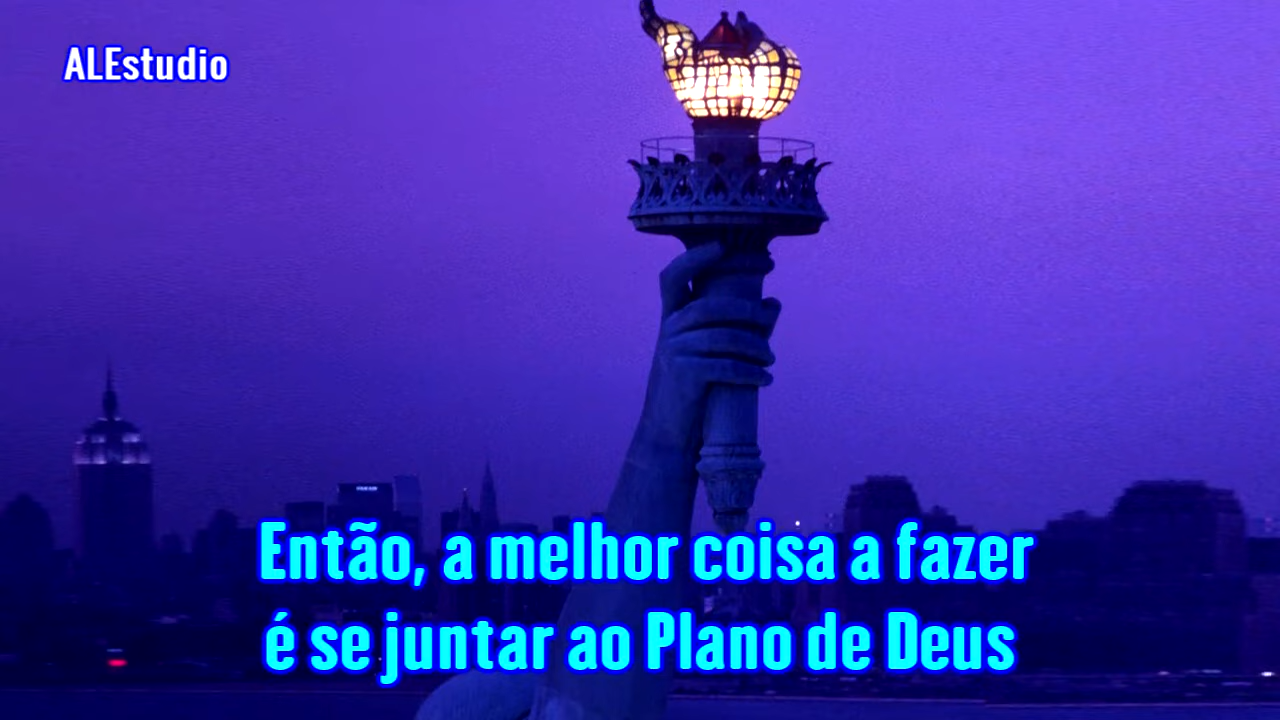 ALEstudio
Então, a melhor coisa a fazer
é se juntar ao Plano de Deus